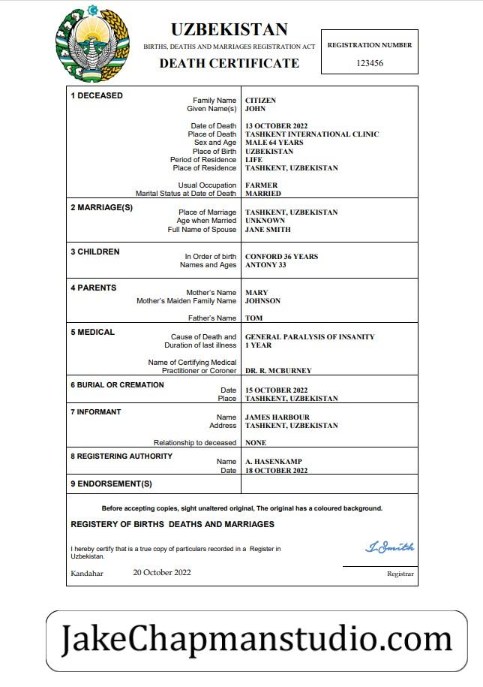 UZBEKISTAN
BIRTHS, DEATHS AND MARRIAGES REGISTRATION ACT
DEATH CERTIFICATE
REGISTRATION NUMBER
123456
1 DECEASED
Family Name CITIZEN
Given Name(s) JOHN
Date of Death 13 OCTOBER 2022
Place of Death TASHKENT INTERNATIONAL CLINIC
Sex and Age MALE 64 YEARS
Place of Birth UZBEKISTAN
Period of Residence LIFE
Place of Residence TASHKENT, UZBEKISTAN
Usual Occupation FARMER
Marital Status at Date of Death MARRIED
2 MARRIAGE(S)
Place of Marriage TASHKENT, UZBEKISTAN
Age when Married UNKNOWN
Full Name of Spouse JANE SMITH
3 CHILDREN
In Order of birth CONFORD 36 YEARS
Names and Ages ANTONY 33
4 PARENTS
Mother's Name MARY
Mother's Maiden Family Name JOHNSON
Father's Name TOM
5 MEDICAL
Cause of Death and GENERAL PARALYSIS OF INSANITY
Duration of last illness 1 YEAR
Name of Certifying Medical
Practitioner or Coroner DR. R. MCBURNEY
6 BURIAL OR CREMATION
Date 15 OCTOBER 2022
Place TASHKENT, UZBEKISTAN
7 INFORMANT
Name JAMES HARBOUR
Address TASHKENT, UZBEKISTAN
Relationship to deceased NONE
8 REGISTERING AUTHORITY
Name A. HASENKAMP
Date 18 OCTOBER 2022
9 ENDORSEMENT(S)
Before accepting copies, sight unaltered original, The original has a coloured background.
REGISTERY OF BIRTHS DEATHS AND MARRIAGES
I hereby certify that is a true copy of particulars recorded in a Register in
Uzbekistan.
J. Smith
Kandahar 20 October 2022 Registrar
JakeChapmanstudio.com